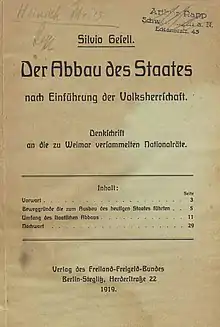 Silvio Gesell.
Der Abbau des Staates
nach Einführung der Volksherrschaft.
Denkschrift
an die zu Weimar versammelten Nationalräte.
Inhalt:
Seite
Vorwort 3
Beweggründe die zum Ausbau des heutigen Staates führten 5
Umfang des staatlichen Abbaus 11
Nachwort 29
Verlag des Freiland-Freigeld-Bundes
Berlin-Steglitz, Herderstraße 22
1919.